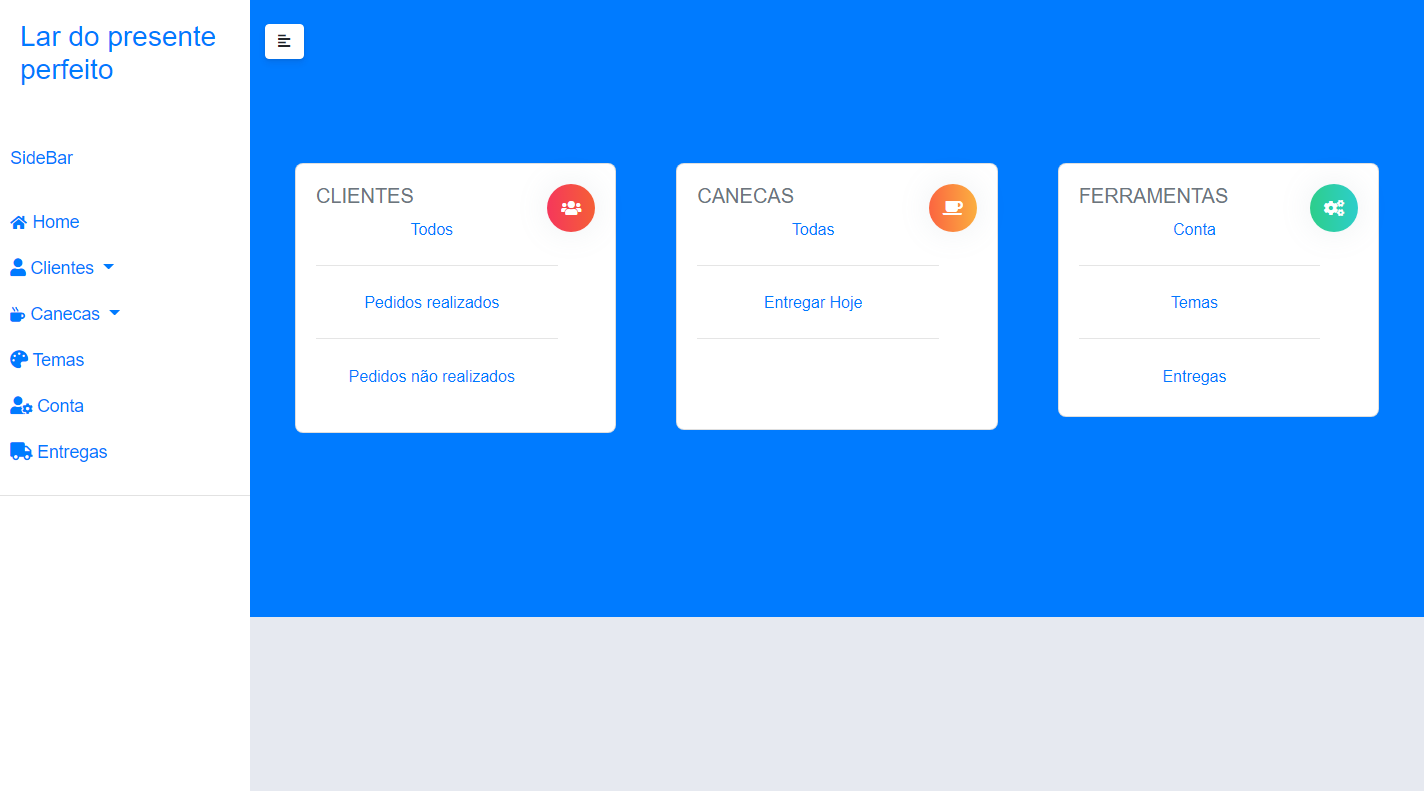 Lar do presente
perfeito
SideBar
Home
Clientes
Canecas
Temas
Conta
Entregas
CLIENTES
Todos
Pedidos realizados
Pedidos não realizados
CANECAS
Todas
Entregar Hoje
FERRAMENTAS
Conta
Temas
Entregas